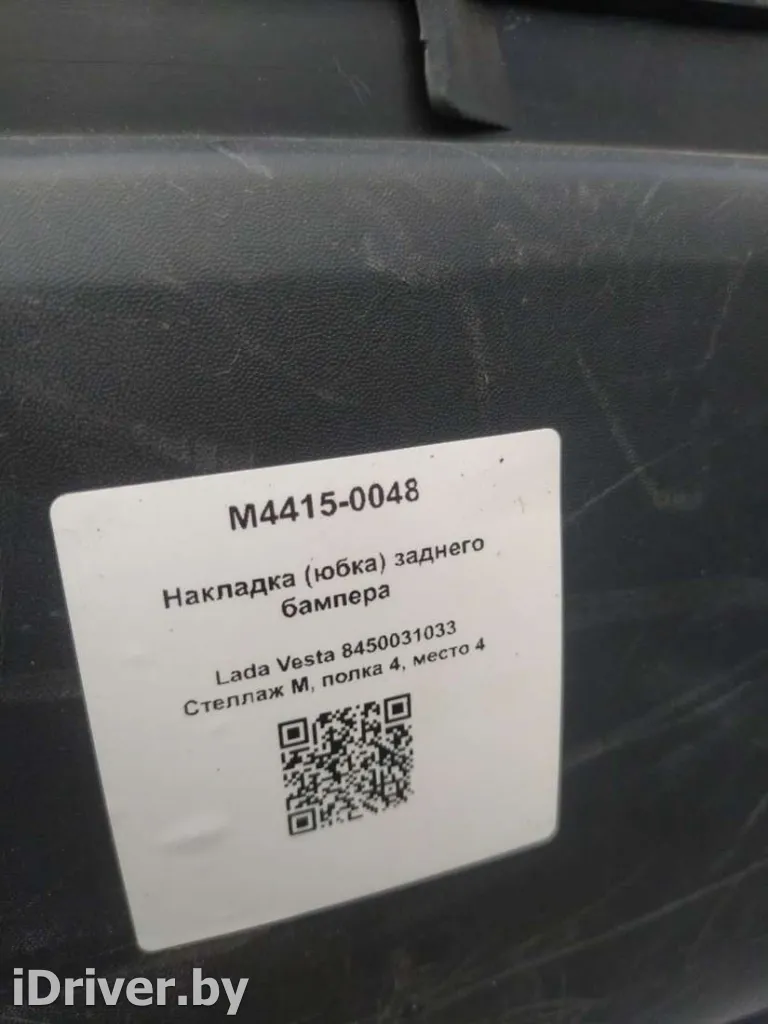 M4415-0048
Накладка (юбка) заднего
бампера
Lada Vesta 8450031033
Стеллаж М, полка 4, место 4
iDriver.by